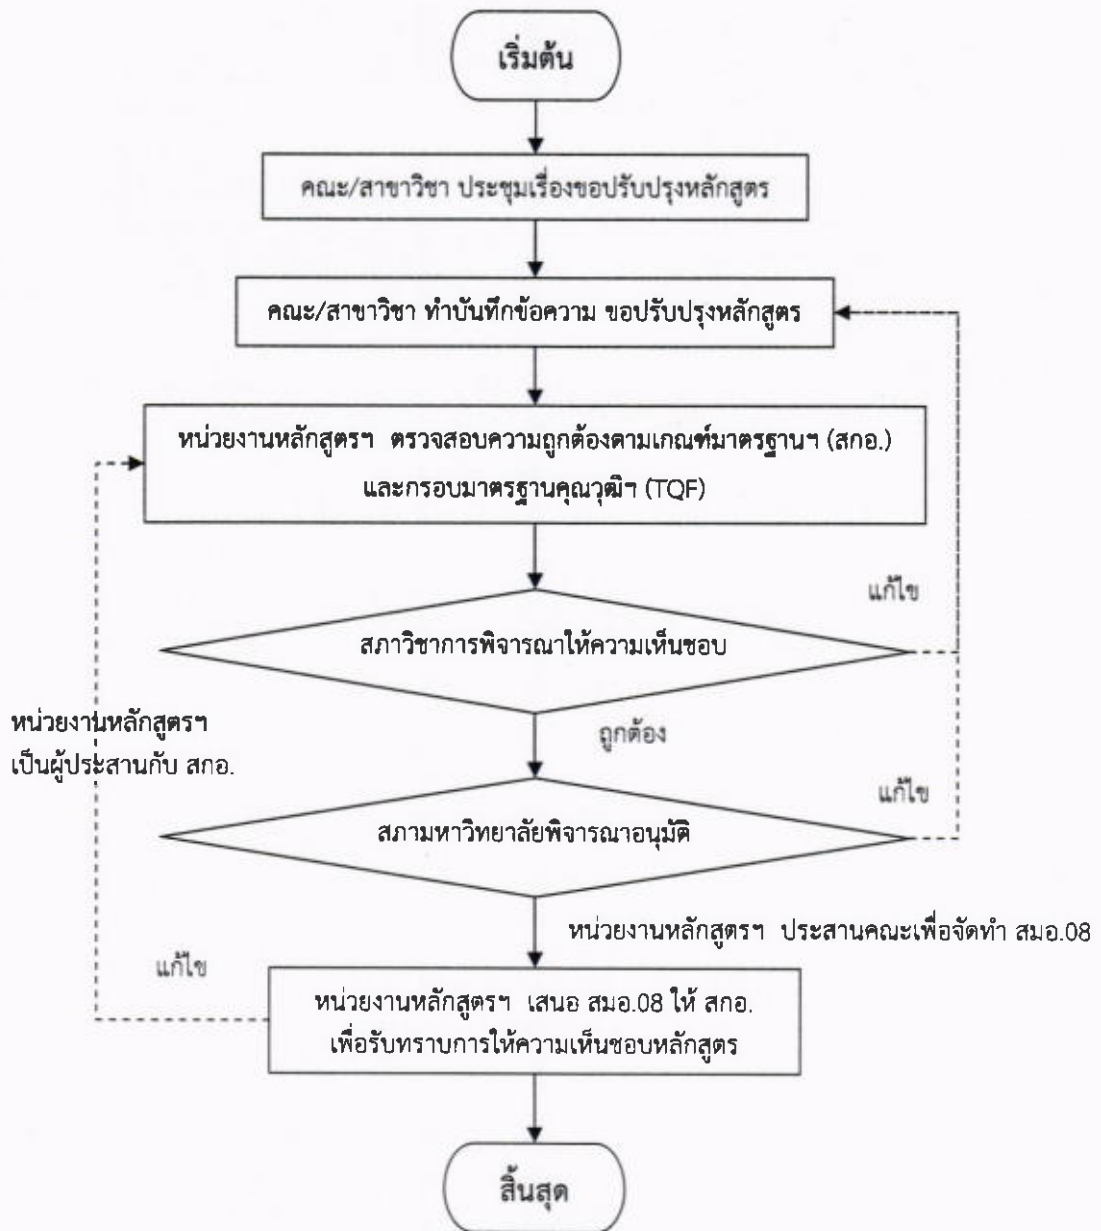 เริ่มต้น
คณะ/สาขาวิชา ประชุมเรื่องขอปรับปรุงหลักสูตร
คณะ/สาขาวิชา ทำบันทึกข้อความ ขอปรับปรุงหลักสูตร
หน่วยงานหลักสูตรฯ ตรวจสอบความถูกต้องตามเกณฑ์มาตรฐานฯ (สกอ.)
และกรอบมาตรฐานคุณวุฒิฯ (TQF)
แก้ไข
สภาวิชาการพิจารณาให้ความเห็นชอบ
หน่วยงานหลักสูตรฯ
เป็นผู้ประสานกับ สกอ.
ถูกต้อง
แก้ไข
สภามหาวิทยาลัยพิจารณาอนุมัติ
หน่วยงานหลักสูตรฯ ประสานคณะเพื่อจัดทำ สมอ.08
แก้ไข
หน่วยงานหลักสูตรฯ เสนอ สมอ.08 ให้ สกอ.
เพื่อรับทราบการให้ความเห็นชอบหลักสูตร
สิ้นสุด